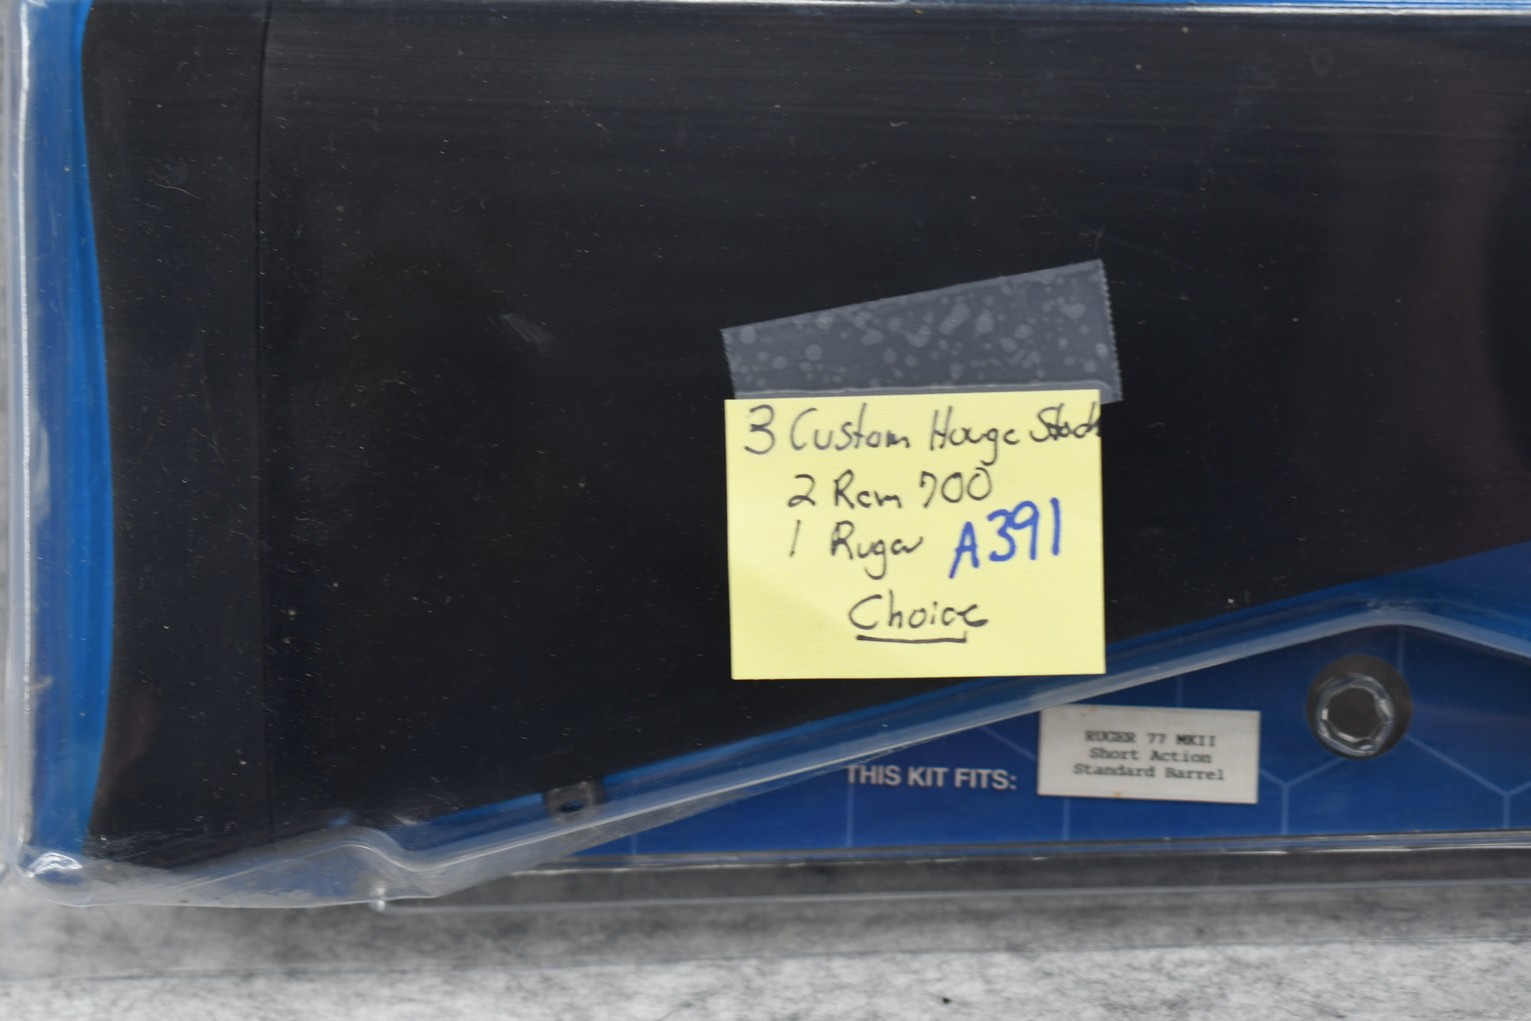 3 Custom Houge Stock
2 Rem 700
1 Ruger A391
Choice
THIS KIT FITS:
RUGER 77 MKII
Short Action
Standard Barrel